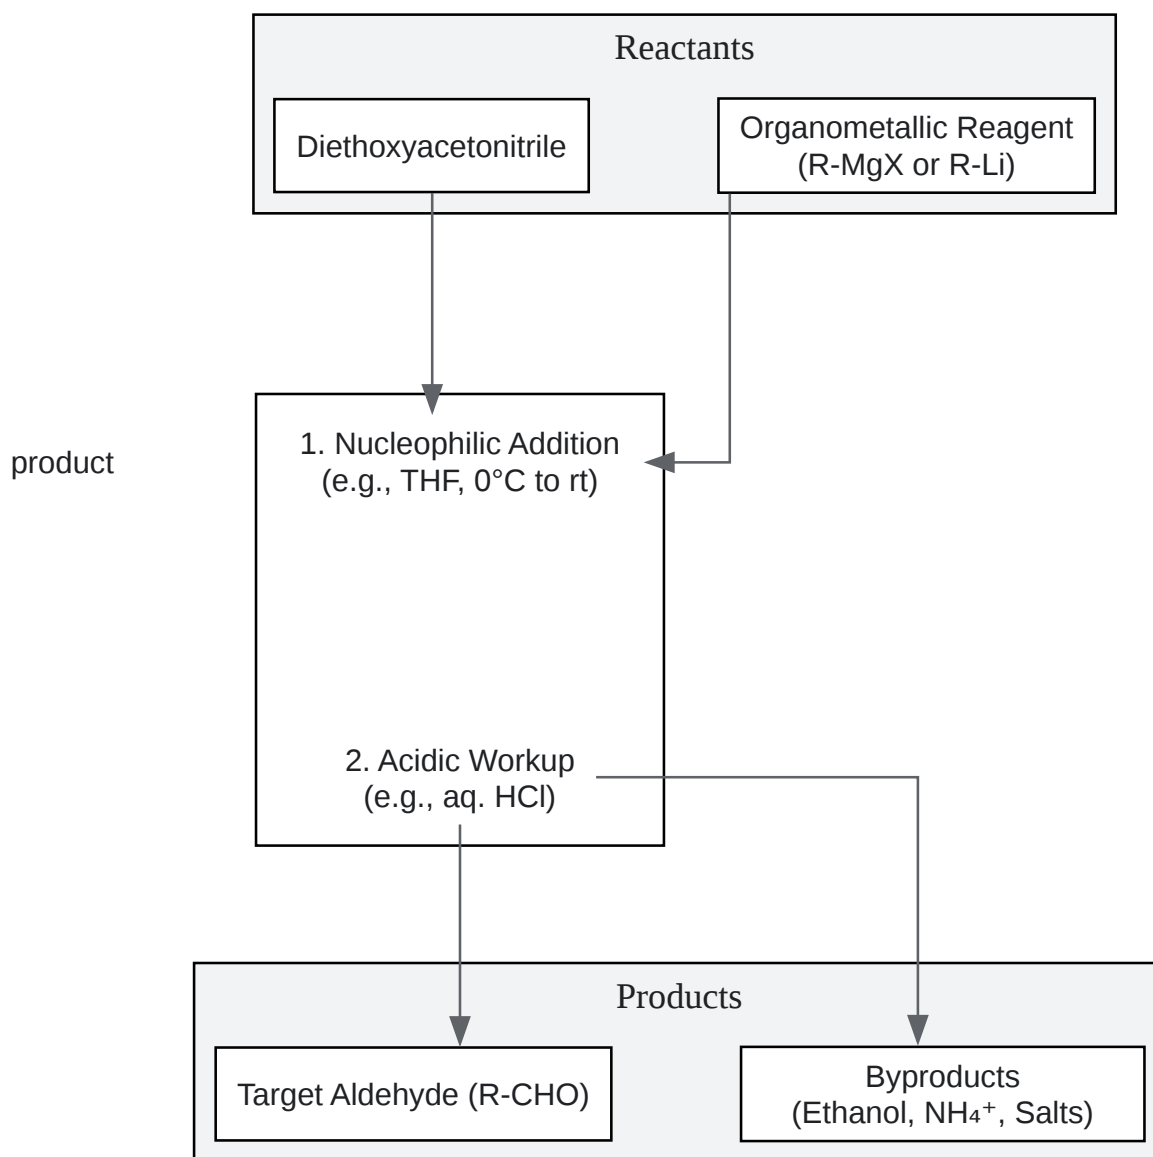 Reactants
Diethoxyacetonitrile
Organometallic Reagent
(R-MgX or R-Li)
product
1. Nucleophilic Addition
(e.g., THF, 0°C to rt)
2. Acidic Workup
(e.g., aq. HCl)
Products
Target Aldehyde (R-CHO)
Byproducts
(Ethanol, NH₄⁺, Salts)